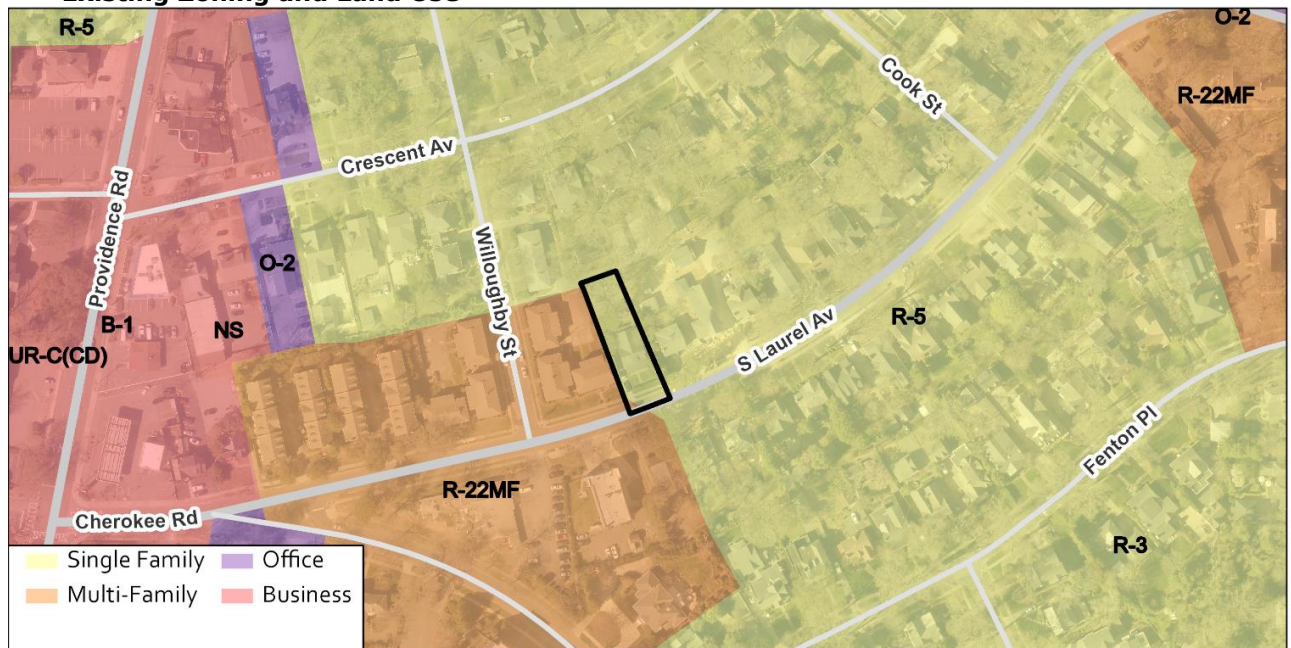 Existing Zoning and Land Use
R-5
O-2
R-22MF
Cook St
Crescent Av
Providence Rd
Willoughby St
O-2
B-1
NS
UR-C(CD)
S Laurel Av
R-5
Fenton Pl
R-22MF
Cherokee Rd
R-3
Single Family
Office
Multi-Family
Business